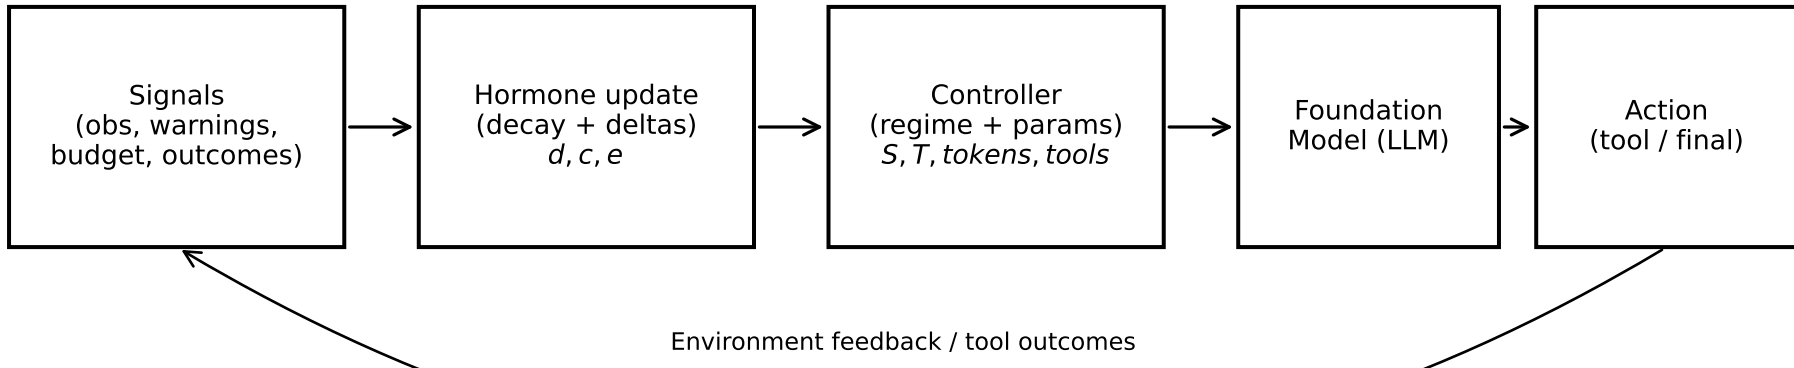 Signals
(obs, warnings,
budget, outcomes)
Hormone update
(decay + deltas)
d, c, e
Controller
(regime + params)
S, T, tokens, tools
Foundation
Model (LLM)
Action
(tool / final)
Environment feedback / tool outcomes